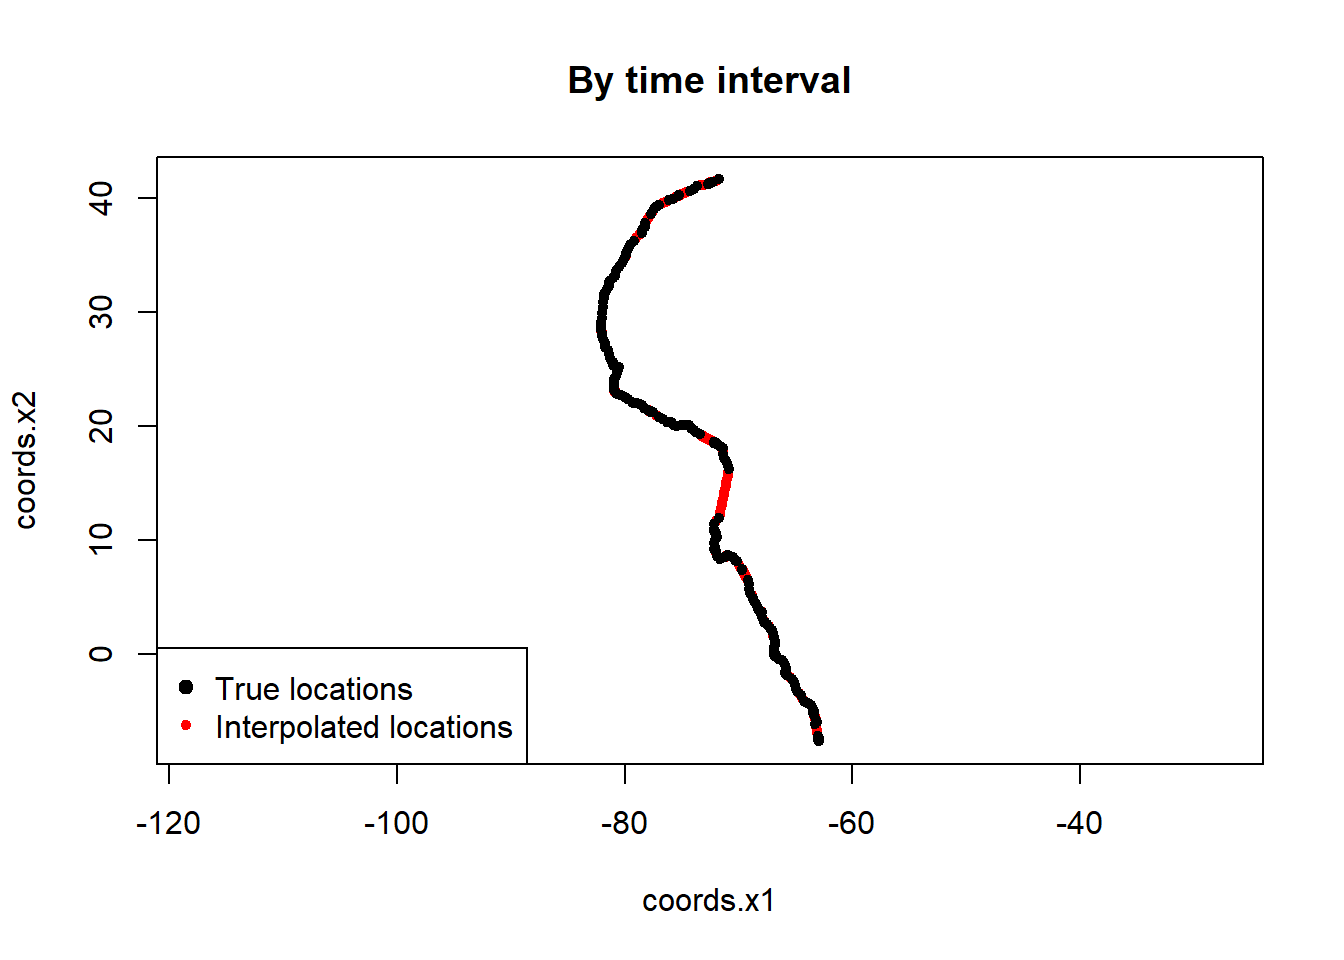 By time interval
coords.x2
40
30
20
10
0
True locations
Interpolated locations
-120 -100 -80 -60 -40
coords.x1